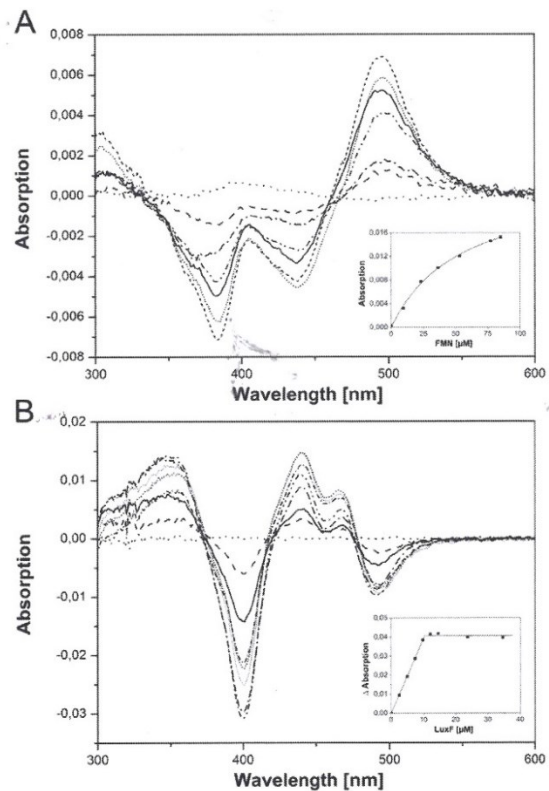 A
0,008
0,006
0,004
0,002
0,000
-0,002
-0,004
-0,006
-0,008
Absorption
300 400 500 600
Wavelength [nm]
0,016
0,012
0,008
0,004
0,000
Absorption
0 25 50 75 100
FMN [µM]
B
0,02
0,01
0,00
-0,01
-0,02
-0,03
Absorption
300 400 500 600
Wavelength [nm]
0,05
0,04
0,03
0,02
0,01
0,00
Δ Absorption
0 10 20 30 40
LuxF [µM]